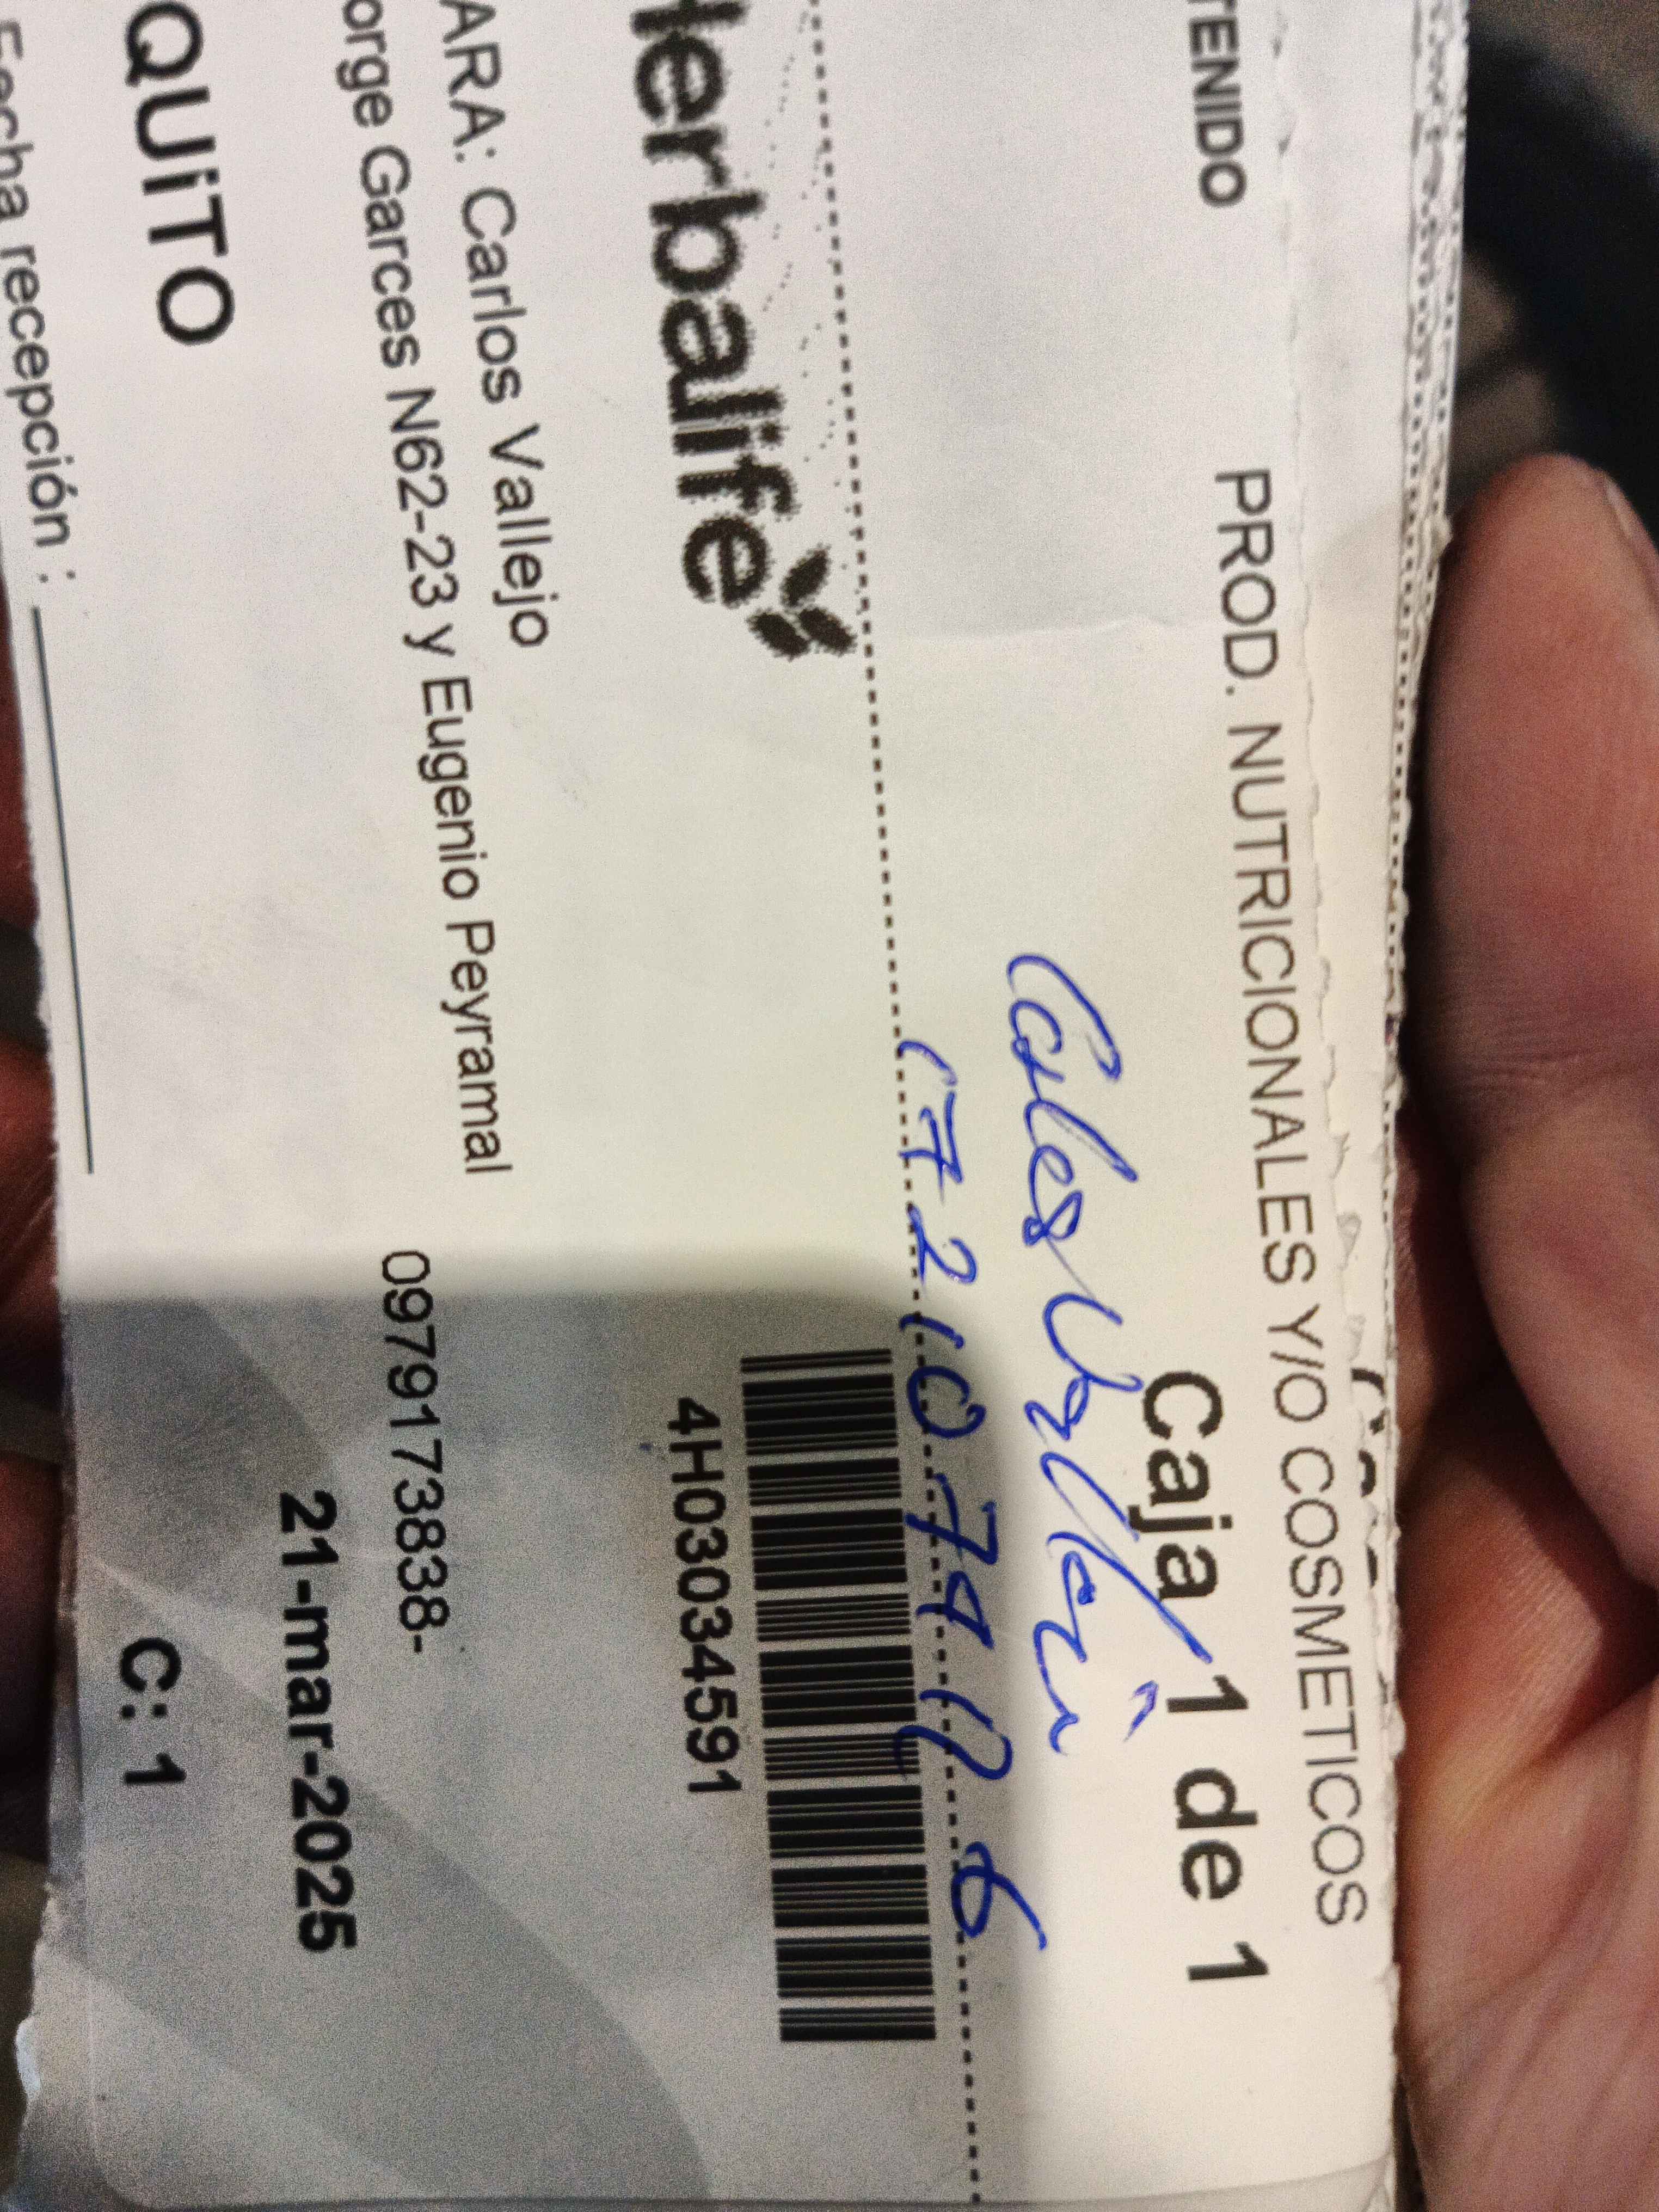 TENIDO PROD. NUTRICIONALES Y/O COSMETICOS
Caja 1 de 1
Herbalife
4H03034591
ARA: Carlos Vallejo
orge Garces N62-23 y Eugenio Peyramal 0979173838-
21-mar-2025
QUiTO
C: 1
Fecha recepción :